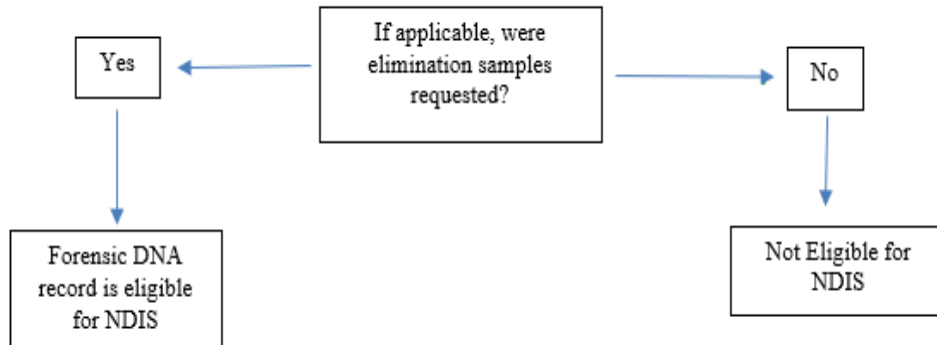 If applicable, were
elimination samples
requested?
Yes
No
Forensic DNA
record is eligible
for NDIS
Not Eligible for
NDIS